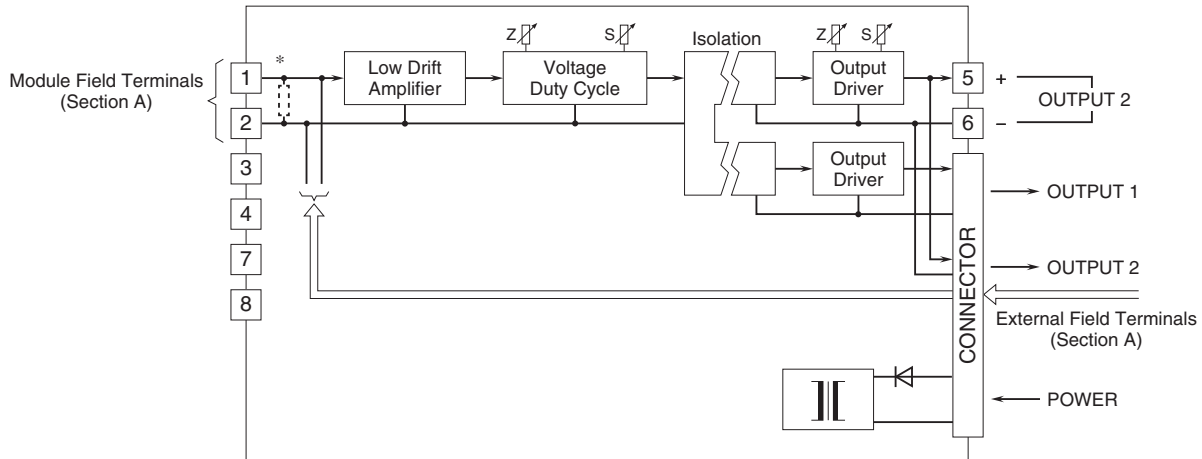 Module Field Terminals
(Section A)
1
2
3
4
7
8
*
Low Drift
Amplifier
Z
S
Voltage
Duty Cycle
Isolation
Z
S
Output
Driver
Output
Driver
5
+
6
−
OUTPUT 2
CONNECTOR
OUTPUT 1
OUTPUT 2
External Field Terminals
(Section A)
POWER